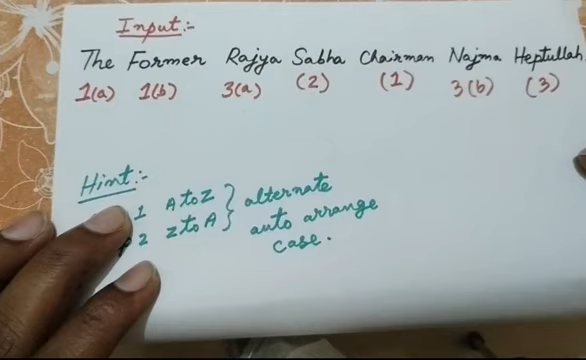 Input:-
The Former Rajya Sabha Chairman Najma Heptullah
1(a) 1(b) 3(a) (2) (1) 3(b) (3)
Hint:-
1 A to Z } alternate
2 Z to A } auto arrange
case.